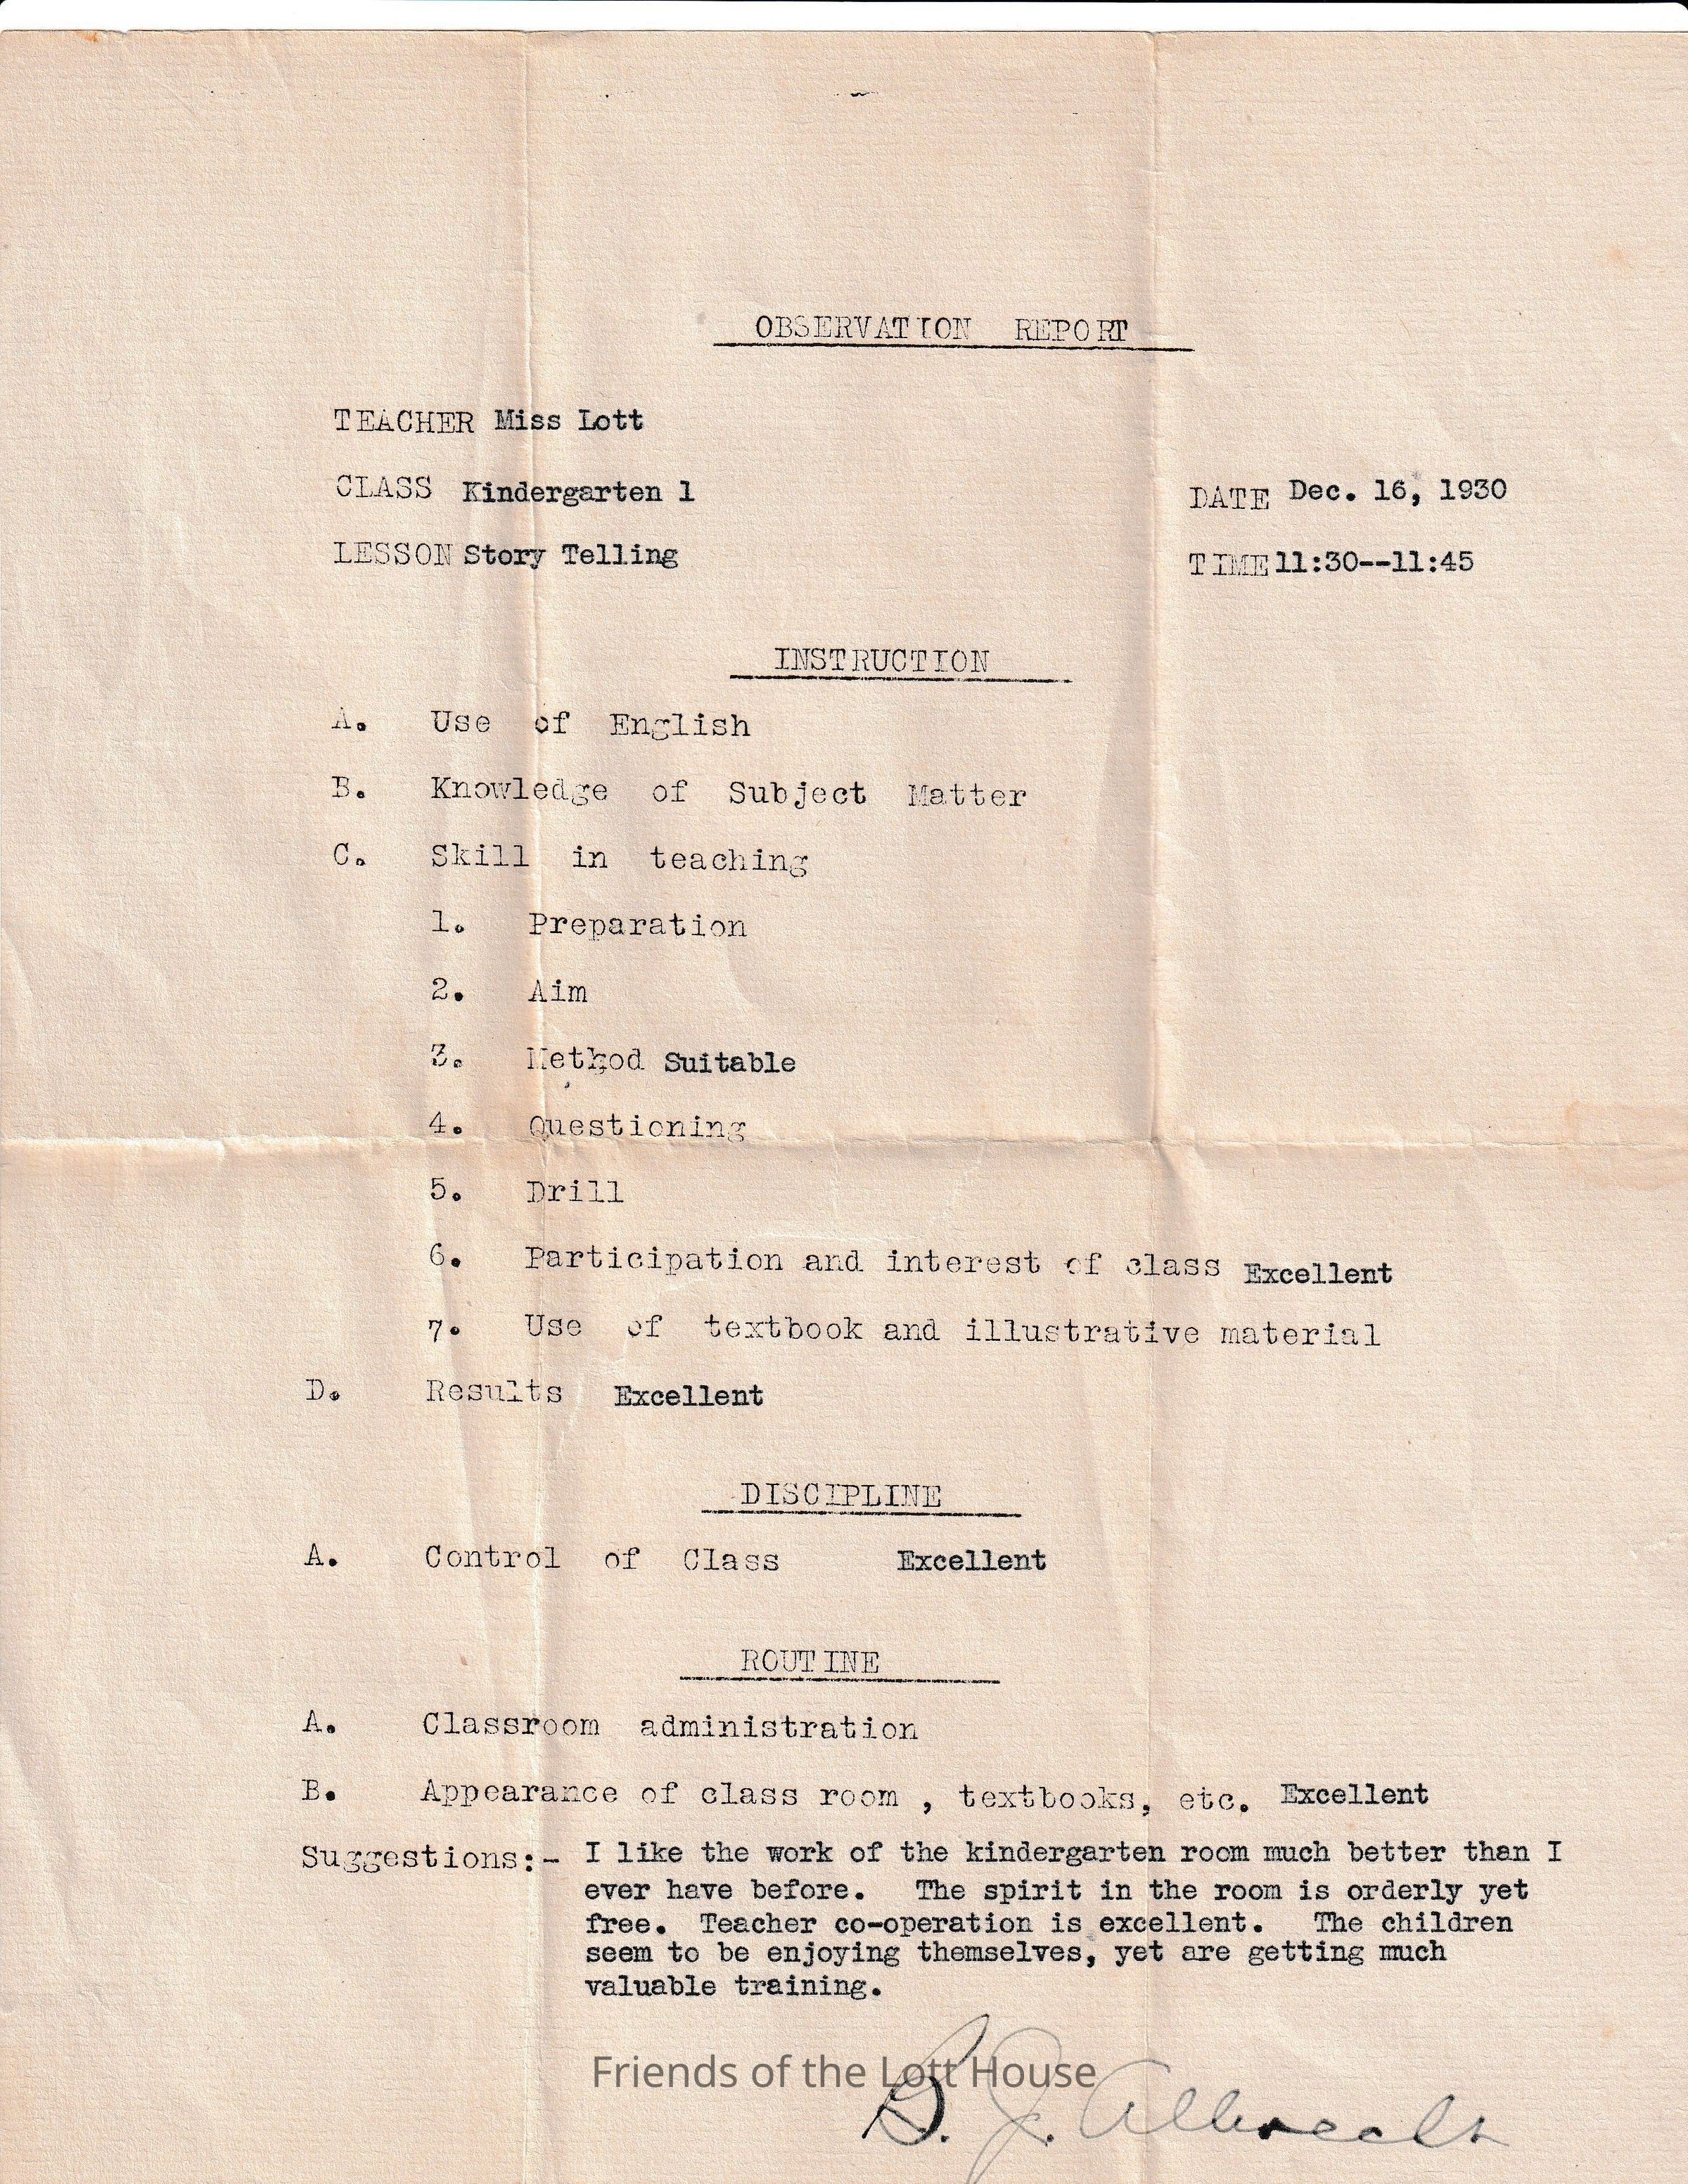 OBSERVATION REPORT
TEACHER Miss Lott
CLASS Kindergarten 1 DATE Dec. 16, 1930
LESSON Story Telling TIME 11:30--11:45
INSTRUCTION
A. Use of English
B. Knowledge of Subject Matter
C. Skill in teaching
1. Preparation
2. Aim
3. Method Suitable
4. Questioning
5. Drill
6. Participation and interest of class Excellent
7. Use of textbook and illustrative material
D. Results Excellent
DISCIPLINE
A. Control of Class Excellent
ROUTINE
A. Classroom administration
B. Appearance of class room , textbooks, etc. Excellent
Suggestions:- I like the work of the kindergarten room much better than I
ever have before. The spirit in the room is orderly yet
free. Teacher co-operation is excellent. The children
seem to be enjoying themselves, yet are getting much
valuable training.
Friends of the Lott House
D. J. Albrecht